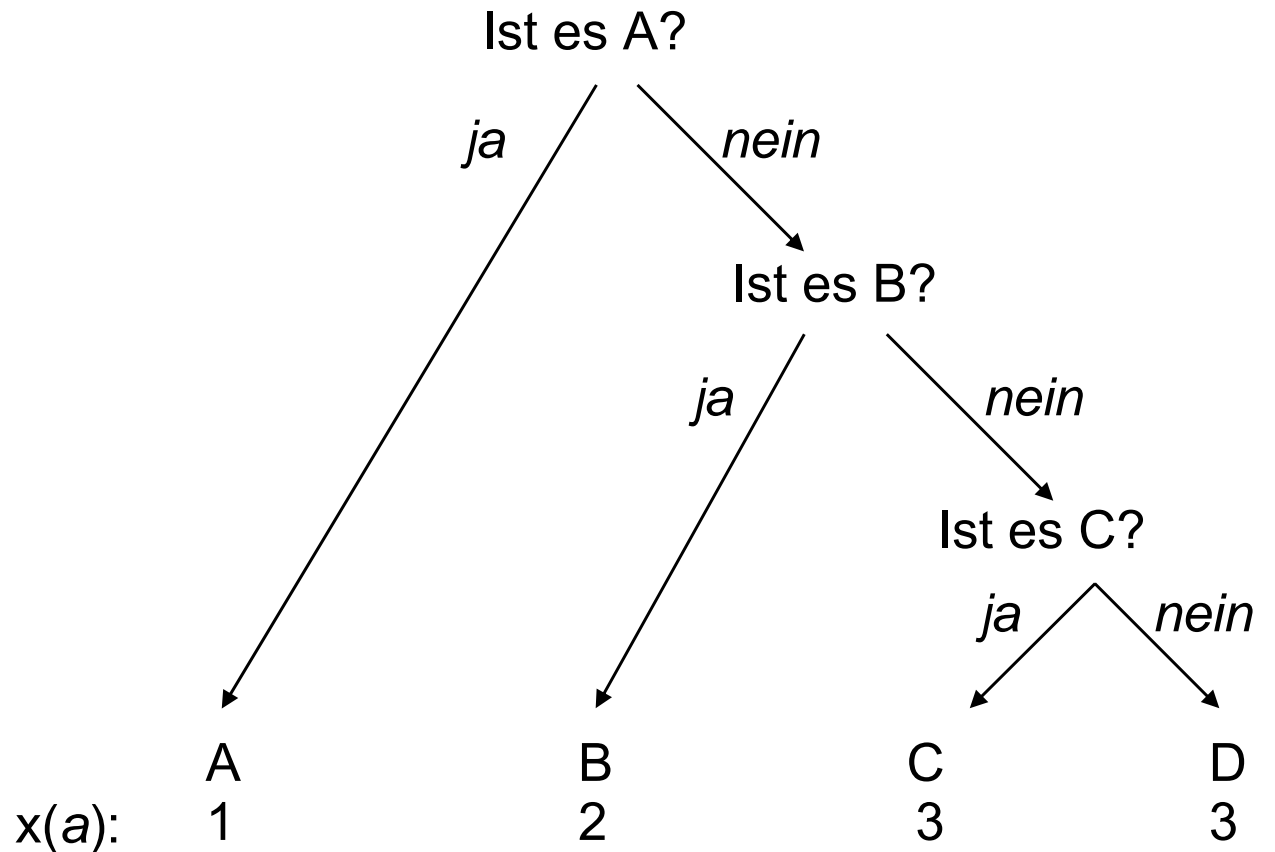 Ist es A?
ja
nein
Ist es B?
ja
nein
Ist es C?
ja
nein
A B C D
x(a): 1 2 3 3